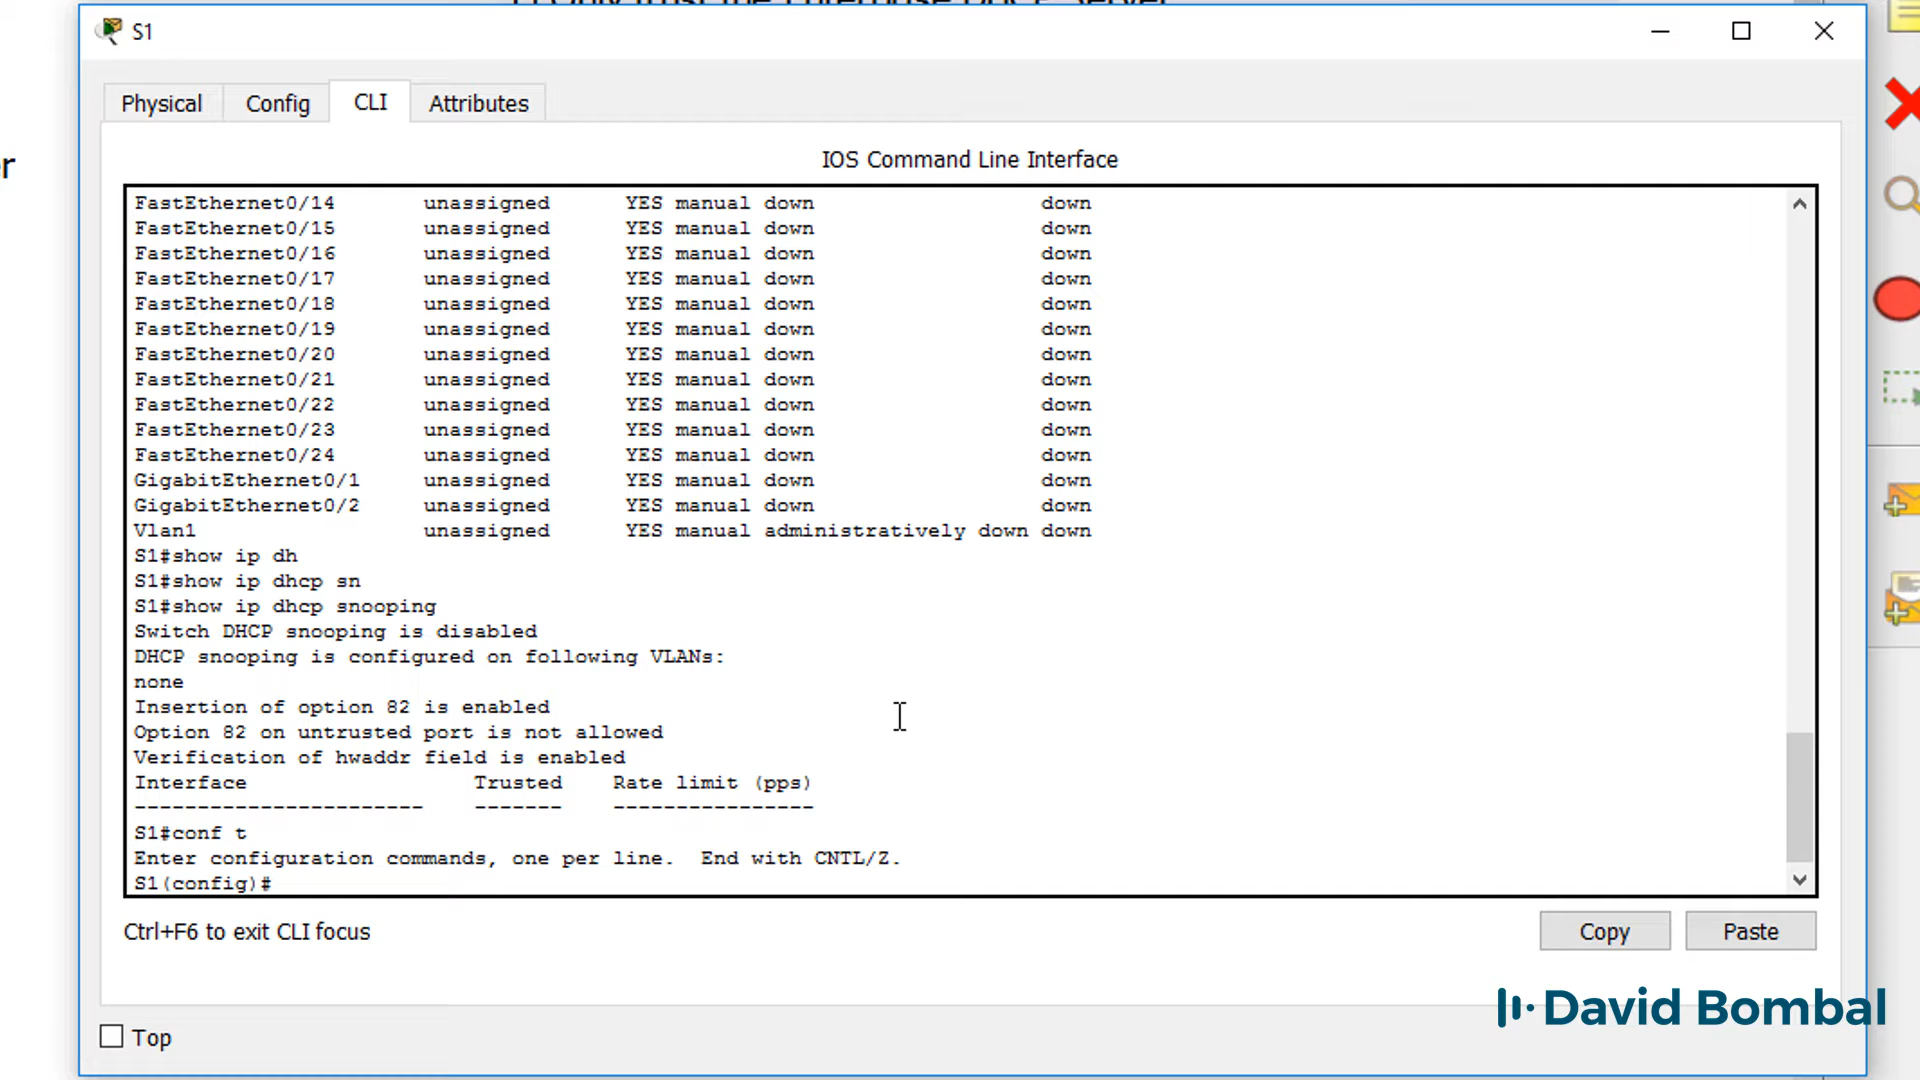 Only trust the Enterprise DHCP Server
S1
Physical Config CLI Attributes
er
IOS Command Line Interface
FastEthernet0/14 unassigned YES manual down down
FastEthernet0/15 unassigned YES manual down down
FastEthernet0/16 unassigned YES manual down down
FastEthernet0/17 unassigned YES manual down down
FastEthernet0/18 unassigned YES manual down down
FastEthernet0/19 unassigned YES manual down down
FastEthernet0/20 unassigned YES manual down down
FastEthernet0/21 unassigned YES manual down down
FastEthernet0/22 unassigned YES manual down down
FastEthernet0/23 unassigned YES manual down down
FastEthernet0/24 unassigned YES manual down down
GigabitEthernet0/1 unassigned YES manual down down
GigabitEthernet0/2 unassigned YES manual down down
Vlan1 unassigned YES manual administratively down down
S1#show ip dh
S1#show ip dhcp sn
S1#show ip dhcp snooping
Switch DHCP snooping is disabled
DHCP snooping is configured on following VLANs:
none
Insertion of option 82 is enabled
Option 82 on untrusted port is not allowed
Verification of hwaddr field is enabled
Interface Trusted Rate limit (pps)
----------------------- ------- ----------------
S1#conf t
Enter configuration commands, one per line. End with CNTL/Z.
S1(config)#
Ctrl+F6 to exit CLI focus
Copy Paste
David Bombal
Top